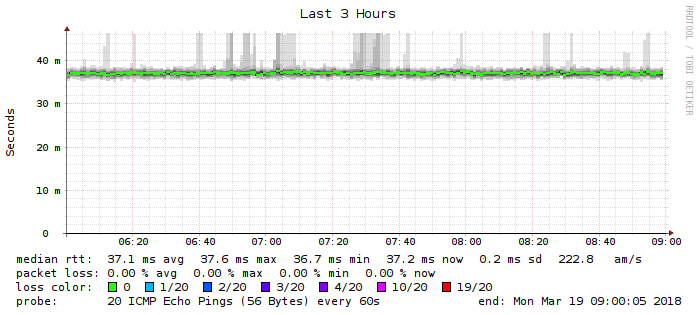 Last 3 Hours
RRDTOOL / TOBI OETIKER
Seconds
40 m
30 m
20 m
10 m
0
06:20 06:40 07:00 07:20 07:40 08:00 08:20 08:40 09:00
median rtt: 37.1 ms avg 37.6 ms max 36.7 ms min 37.2 ms now 0.2 ms sd 222.8 am/s
packet loss: 0.00 % avg 0.00 % max 0.00 % min 0.00 % now
loss color: 0 1/20 2/20 3/20 4/20 10/20 19/20
probe: 20 ICMP Echo Pings (56 Bytes) every 60s end: Mon Mar 19 09:00:05 2018